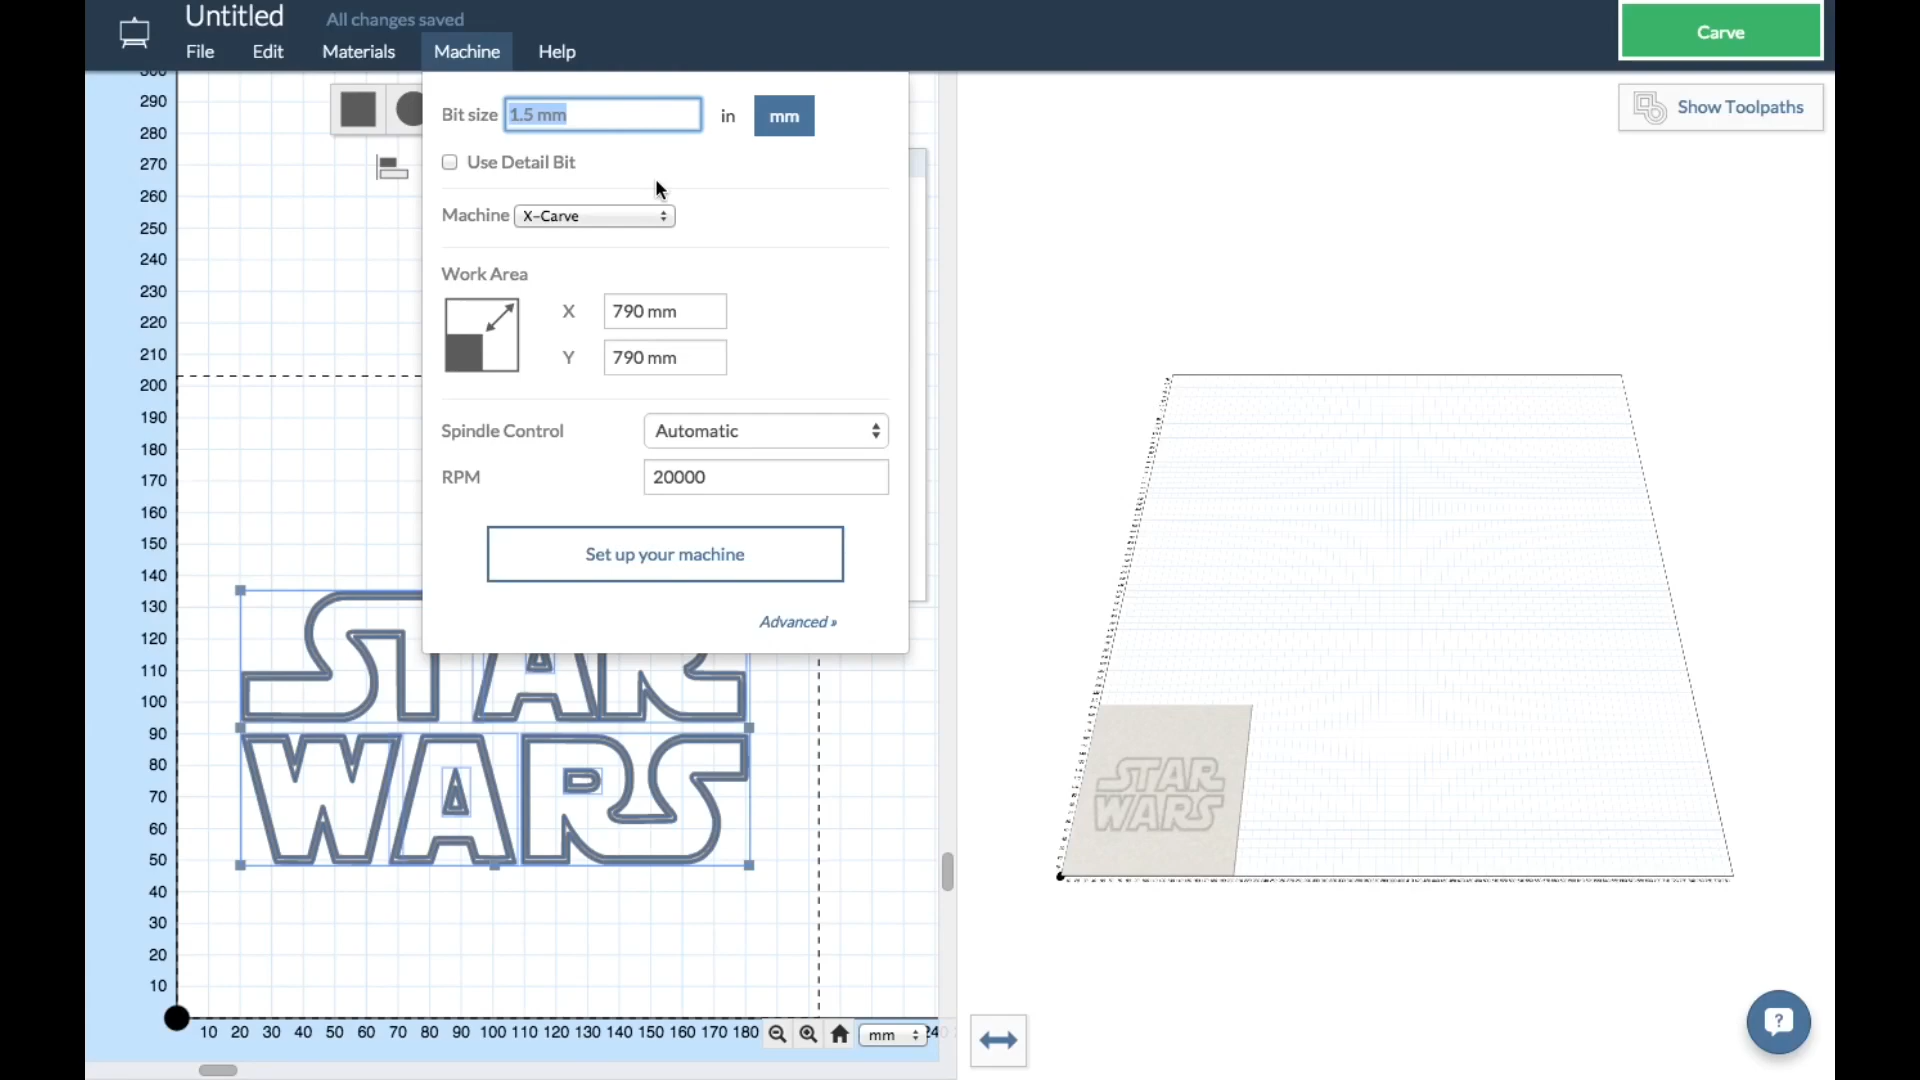 Untitled
All changes saved
File Edit Materials Machine Help
Carve
Show Toolpaths
Bit size 1.5 mm in mm
Use Detail Bit
Machine X-Carve
Work Area
X 790 mm
Y 790 mm
Spindle Control Automatic
RPM 20000
Set up your machine
Advanced »
300
290
280
270
260
250
240
230
220
210
200
190
180
170
160
150
140
130
120
110
100
90
80
70
60
50
40
30
20
10
STAR
WARS
10 20 30 40 50 60 70 80 90 100 110 120 130 140 150 160 170 180 mm 240
STAR
WARS
?